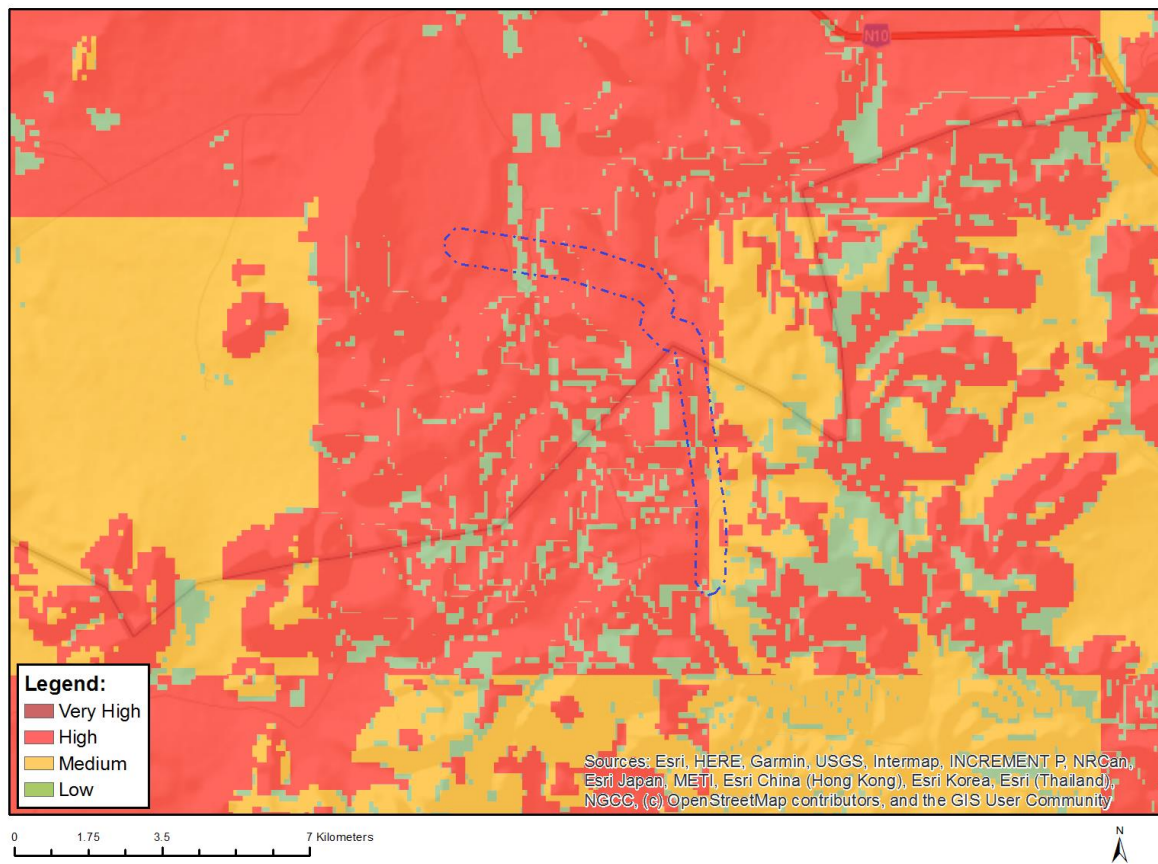 N10
Legend:
Very High
High
Medium
Low
Sources: Esri, HERE, Garmin, USGS, Intermap, INCREMENT P, NRCan,
Esri Japan, METI, Esri China (Hong Kong), Esri Korea, Esri (Thailand),
NGCC, (c) OpenStreetMap contributors, and the GIS User Community
0 1.75 3.5 7 Kilometers
N